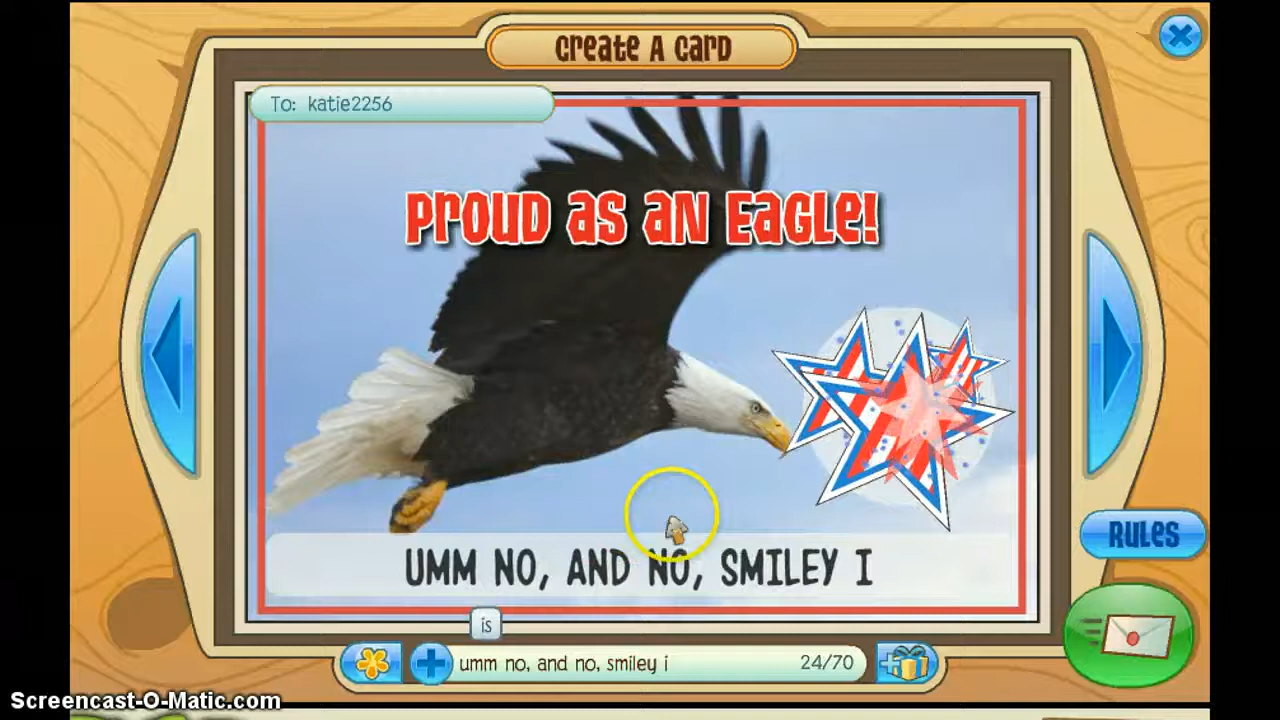 Create A Card
To: katie2256
Proud as an Eagle!
UMM NO, AND NO, SMILEY I
RULES
is
umm no, and no, smiley i
24/70
Screencast-O-Matic.com